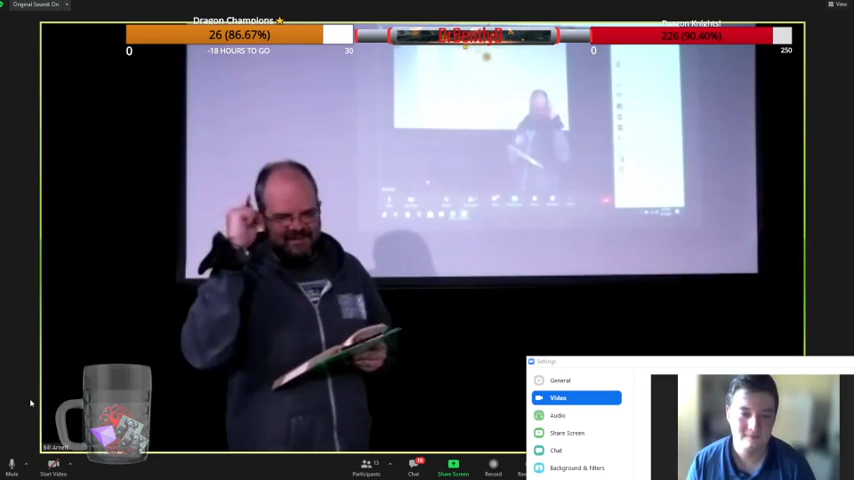 Original Sound: On
View
Dragon Champions
26 (86.67%)
0
-18 HOURS TO GO
30
DrBentlyD
226 (90.40%)
0
250
Settings
General
Video
Audio
Share Screen
Chat
Background & Filters
Bill Arnett
Mute
Start Video
Participants
13
Chat
Share Screen
Record